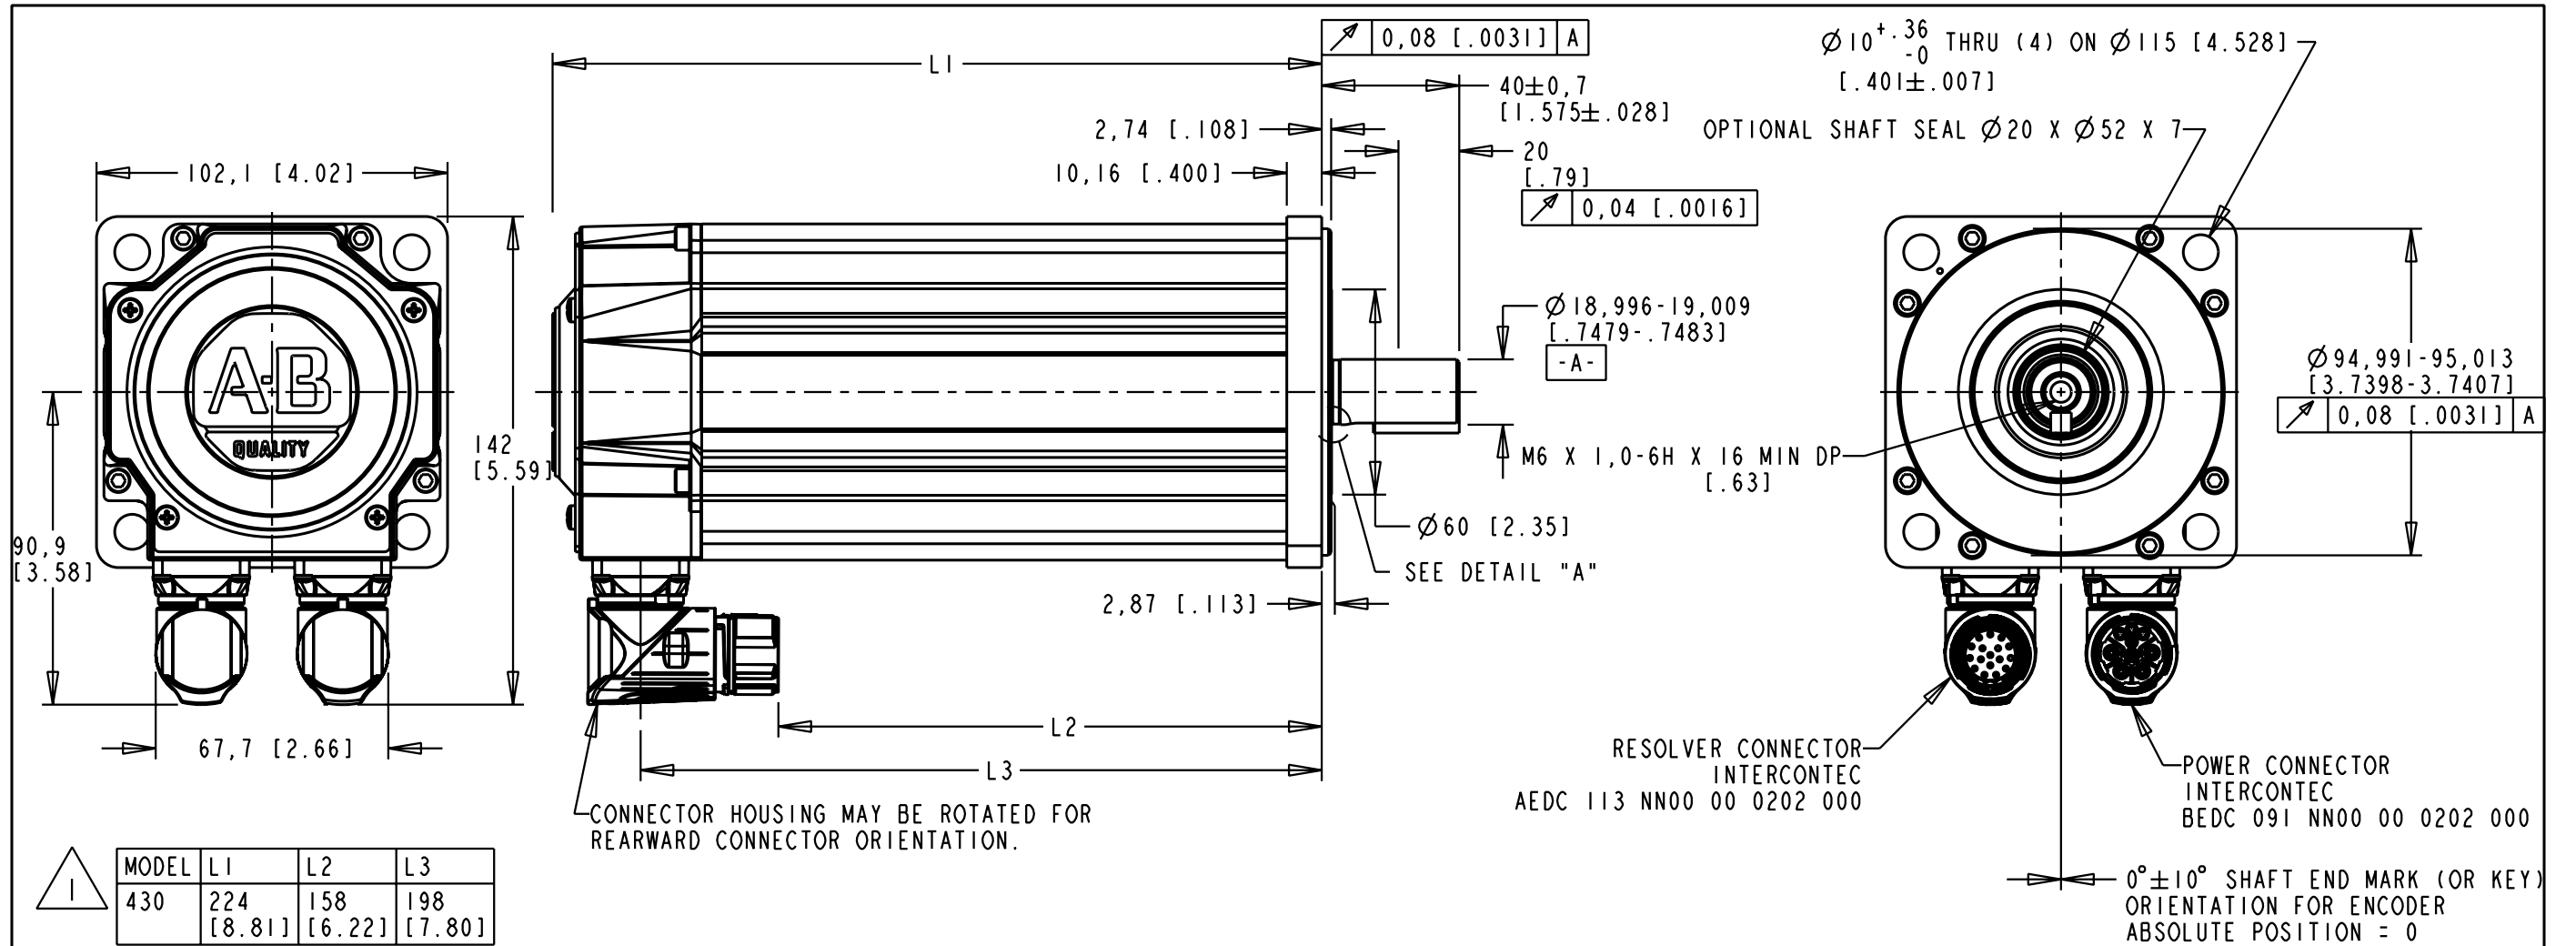 L1
↗ 0,08 [.0031] A
40±0,7
[1.575±.028]
2,74 [.108]
20
[.79]
10,16 [.400]
↗ 0,04 [.0016]
Ø10 +.36 -0 THRU (4) ON Ø115 [4.528]
[.401±.007]
OPTIONAL SHAFT SEAL Ø20 X Ø52 X 7
102,1 [4.02]
A-B
QUALITY
142
[5.59]
90,9
[3.58]
67,7 [2.66]
Ø18,996-19,009
[.7479-.7483]
-A-
Ø94,991-95,013
[3.7398-3.7407]
↗ 0,08 [.0031] A
M6 X 1,0-6H X 16 MIN DP
[.63]
Ø60 [2.35]
SEE DETAIL "A"
2,87 [.113]
L2
L3
CONNECTOR HOUSING MAY BE ROTATED FOR
REARWARD CONNECTOR ORIENTATION.
RESOLVER CONNECTOR
INTERCONTEC
AEDC 113 NN00 00 0202 000
POWER CONNECTOR
INTERCONTEC
BEDC 091 NN00 00 0202 000
0°±10° SHAFT END MARK (OR KEY)
ORIENTATION FOR ENCODER
ABSOLUTE POSITION = 0
1
MODEL L1 L2 L3
430 224 158 198
[8.81] [6.22] [7.80]